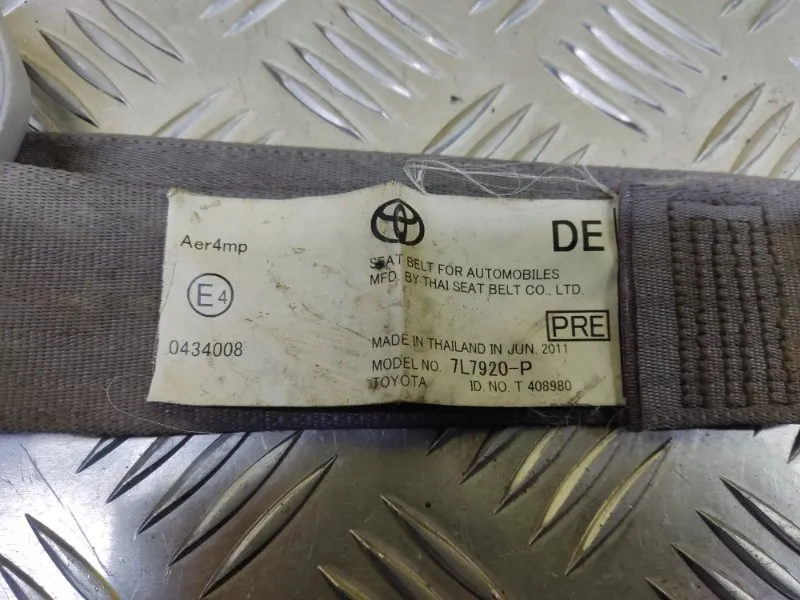 Aer4mp
E4
0434008
DE
SEAT BELT FOR AUTOMOBILES
MFD. BY THAI SEAT BELT CO., LTD.
PRE
MADE IN THAILAND IN JUN. 2011
MODEL NO. 7L7920-P
TOYOTA ID. NO. T 408980